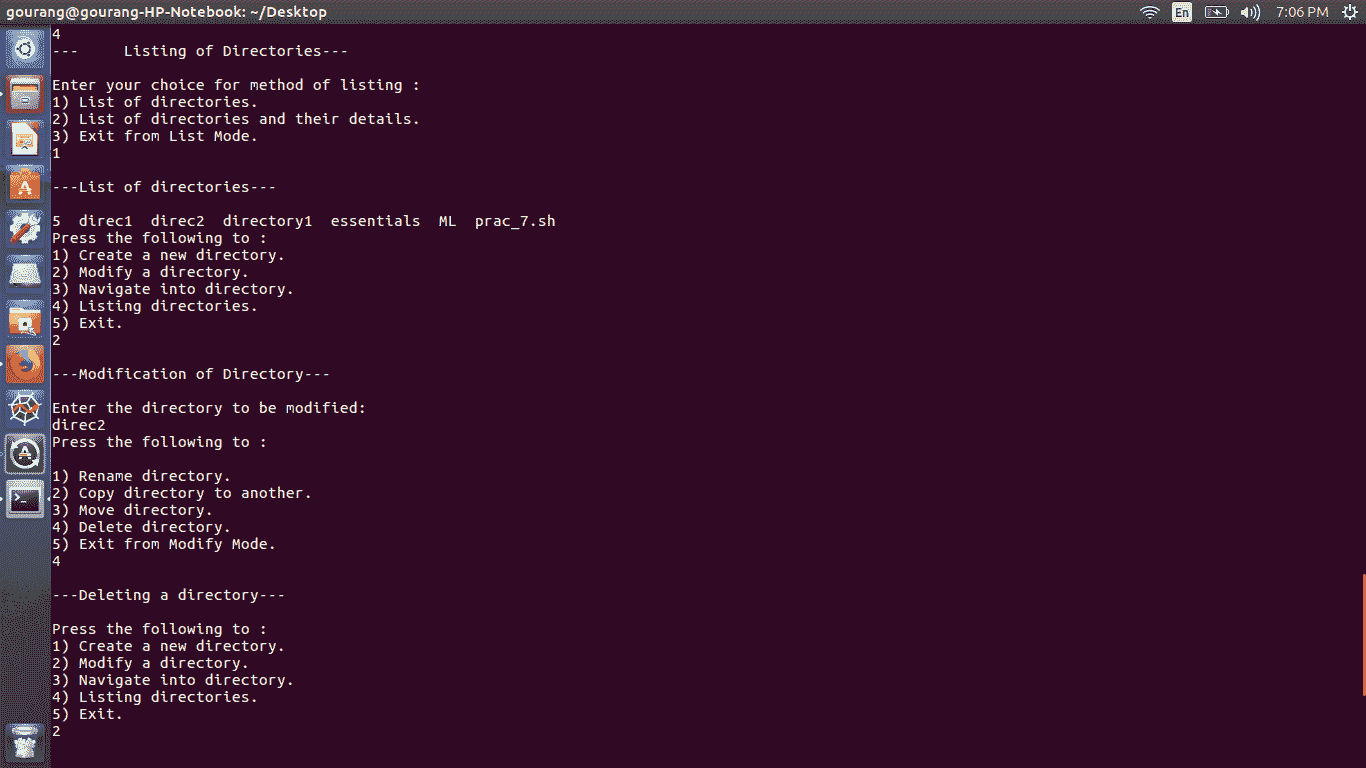 gourang@gourang-HP-Notebook: ~/Desktop
En
7:06 PM
4
---     Listing of Directories---
Enter your choice for method of listing :
1) List of directories.
2) List of directories and their details.
3) Exit from List Mode.
1
---List of directories---
5  direc1  direc2  directory1  essentials  ML  prac_7.sh
Press the following to :
1) Create a new directory.
2) Modify a directory.
3) Navigate into directory.
4) Listing directories.
5) Exit.
2
---Modification of Directory---
Enter the directory to be modified:
direc2
Press the following to :
1) Rename directory.
2) Copy directory to another.
3) Move directory.
4) Delete directory.
5) Exit from Modify Mode.
4
---Deleting a directory---
Press the following to :
1) Create a new directory.
2) Modify a directory.
3) Navigate into directory.
4) Listing directories.
5) Exit.
2